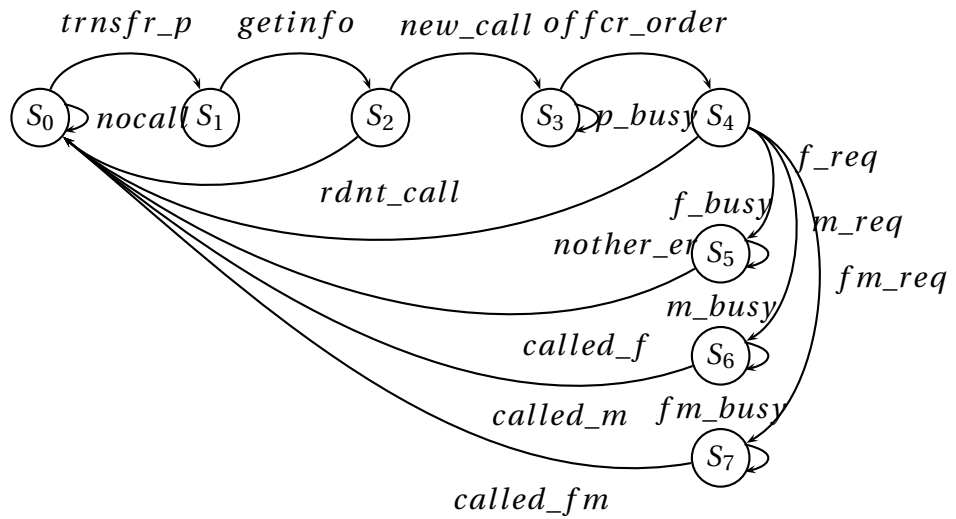 trnsfr_p getinfo new_call offcr_order
S0 nocall S1 S2 S3 p_busy S4
f_req
rdnt_call
f_busy
m_req
nother_er S5
fm_req
m_busy
called_f S6
called_m fm_busy
S7
called_fm